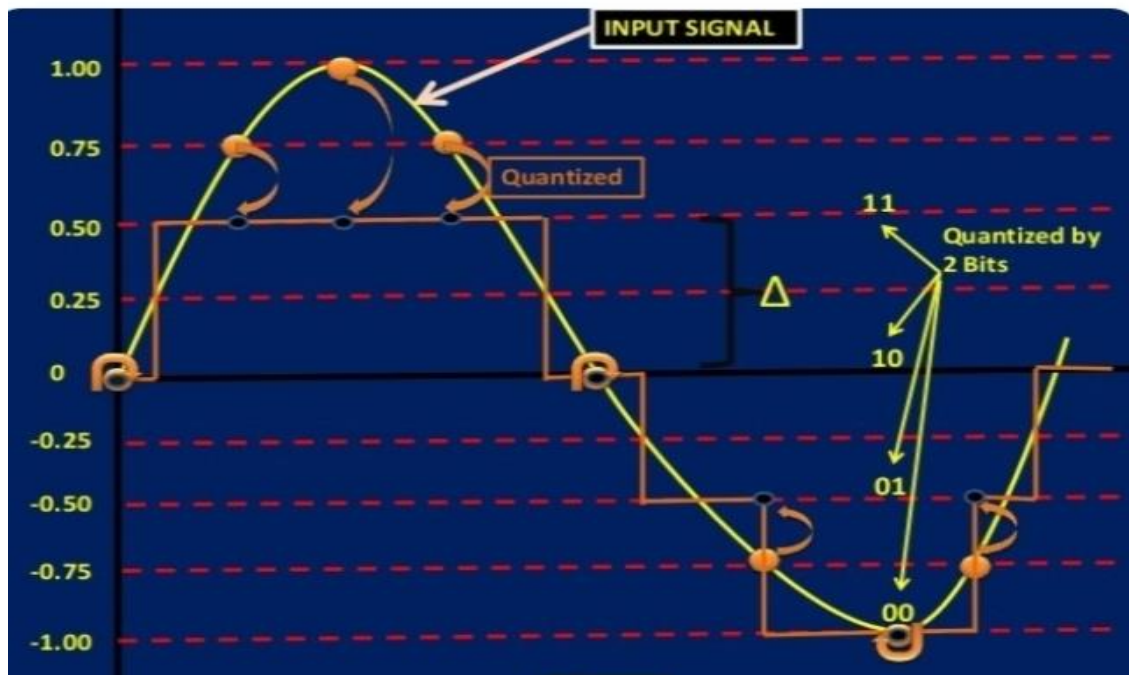 INPUT SIGNAL
1.00
0.75
Quantized
0.50
11
Quantized by
2 Bits
0.25
Δ
10
0
-0.25
01
-0.50
-0.75
00
-1.00